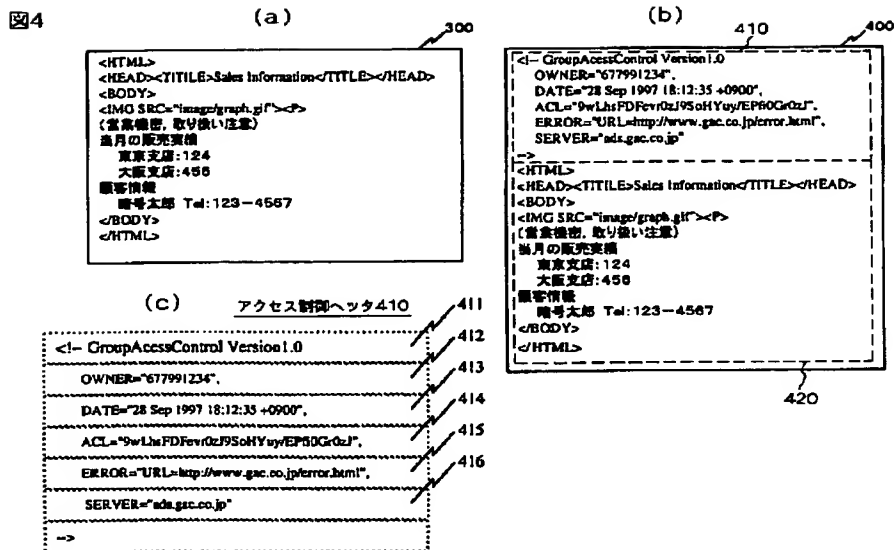 図4
(a)
300
<HTML>
<HEAD><TITILE>Sales Information</TITLE></HEAD>
<BODY>
<IMG SRC="image/graph.gif"><P>
(営業機密,取り扱い注意)
当月の販売実績
東京支店:124
大阪支店:456
顧客情報
暗号太郎 Tel:123-4567
</BODY>
</HTML>
(b)
410
400
<!-- GroupAcessControl Version1.0
OWNER="677991234",
DATE="28 Sep 1997 18:12:35 +0900",
ACL="9wLhsFDFevr0zJ9SoHYuy/EPfi0Gr0zJ",
ERROR="URL=http://www.gac.co.jp/error.html",
SERVER="ads.gac.co.jp"
-->
<HTML>
<HEAD><TITILE>Sales Information</TITLE></HEAD>
<BODY>
<IMG SRC="image/graph.gif"><P>
(営業機密,取り扱い注意)
当月の販売実績
東京支店:124
大阪支店:456
顧客情報
暗号太郎 Tel:123-4567
</BODY>
</HTML>
420
(c)
アクセス制御ヘッタ410
411
<!-- GroupAcessControl Version1.0
412
OWNER="677991234",
413
DATE="28 Sep 1997 18:12:35 +0900",
414
ACL="9wLhsFDFevr0zJ9SoHYuy/EPfi0Gr0zJ",
415
ERROR="URL=http://www.gac.co.jp/error.html",
416
SERVER="ads.gac.co.jp"
-->